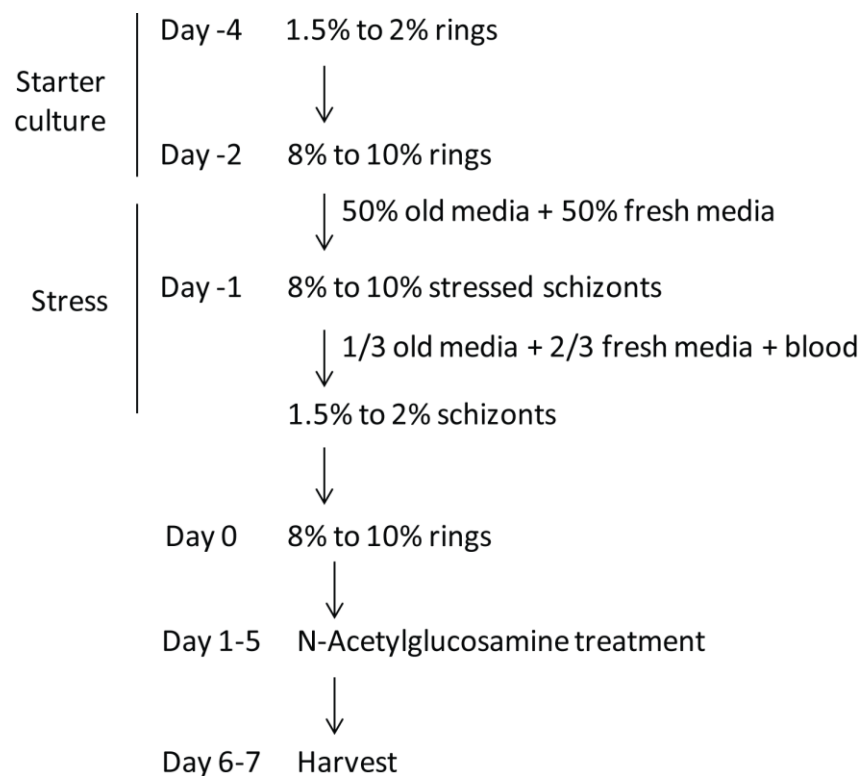 Day -4 1.5% to 2% rings
Starter
culture
Day -2 8% to 10% rings
50% old media + 50% fresh media
Stress
Day -1 8% to 10% stressed schizonts
1/3 old media + 2/3 fresh media + blood
1.5% to 2% schizonts
Day 0 8% to 10% rings
Day 1-5 N-Acetylglucosamine treatment
Day 6-7 Harvest